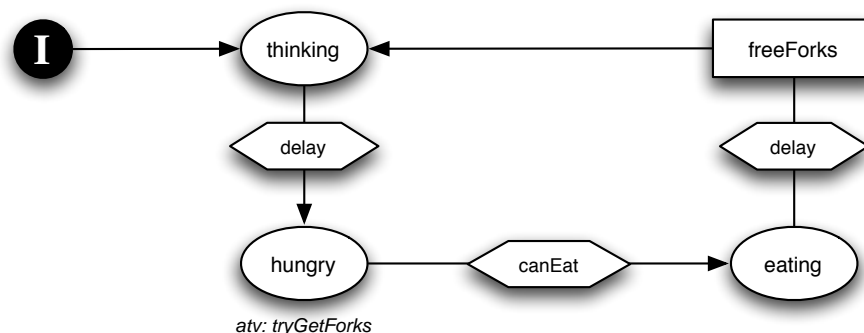 I
thinking
freeForks
delay
delay
hungry
canEat
eating
atv: tryGetForks